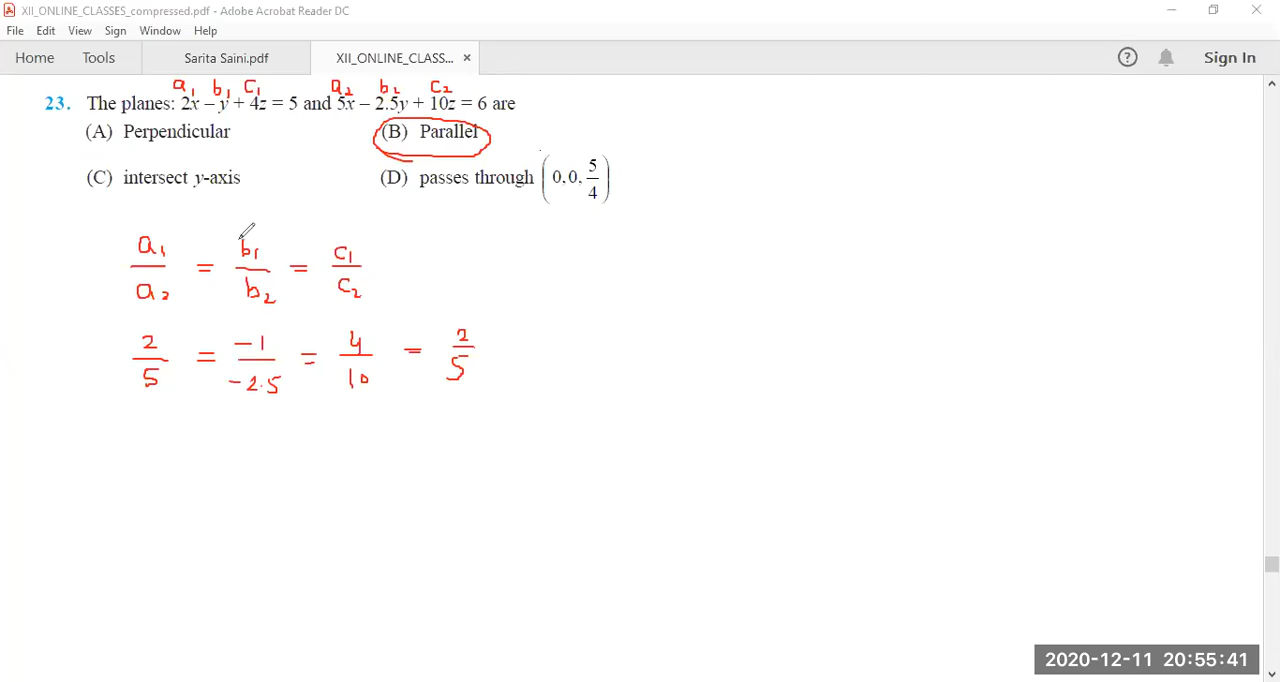 XII_ONLINE_CLASSES_compressed.pdf - Adobe Acrobat Reader DC
File Edit View Sign Window Help
Home Tools Sarita Saini.pdf XII_ONLINE_CLASS... × ? Sign In
a₁ b₁ c₁ a₂ b₂ c₂
23. The planes: 2x – y + 4z = 5 and 5x – 2.5y + 10z = 6 are
(A) Perpendicular (B) Parallel
(C) intersect y-axis (D) passes through (0, 0, 5/4)
a₁/a₂ = b₁/b₂ = c₁/c₂
2/5 = -1/-2.5 = 4/10 = 2/5
2020-12-11 20:55:41